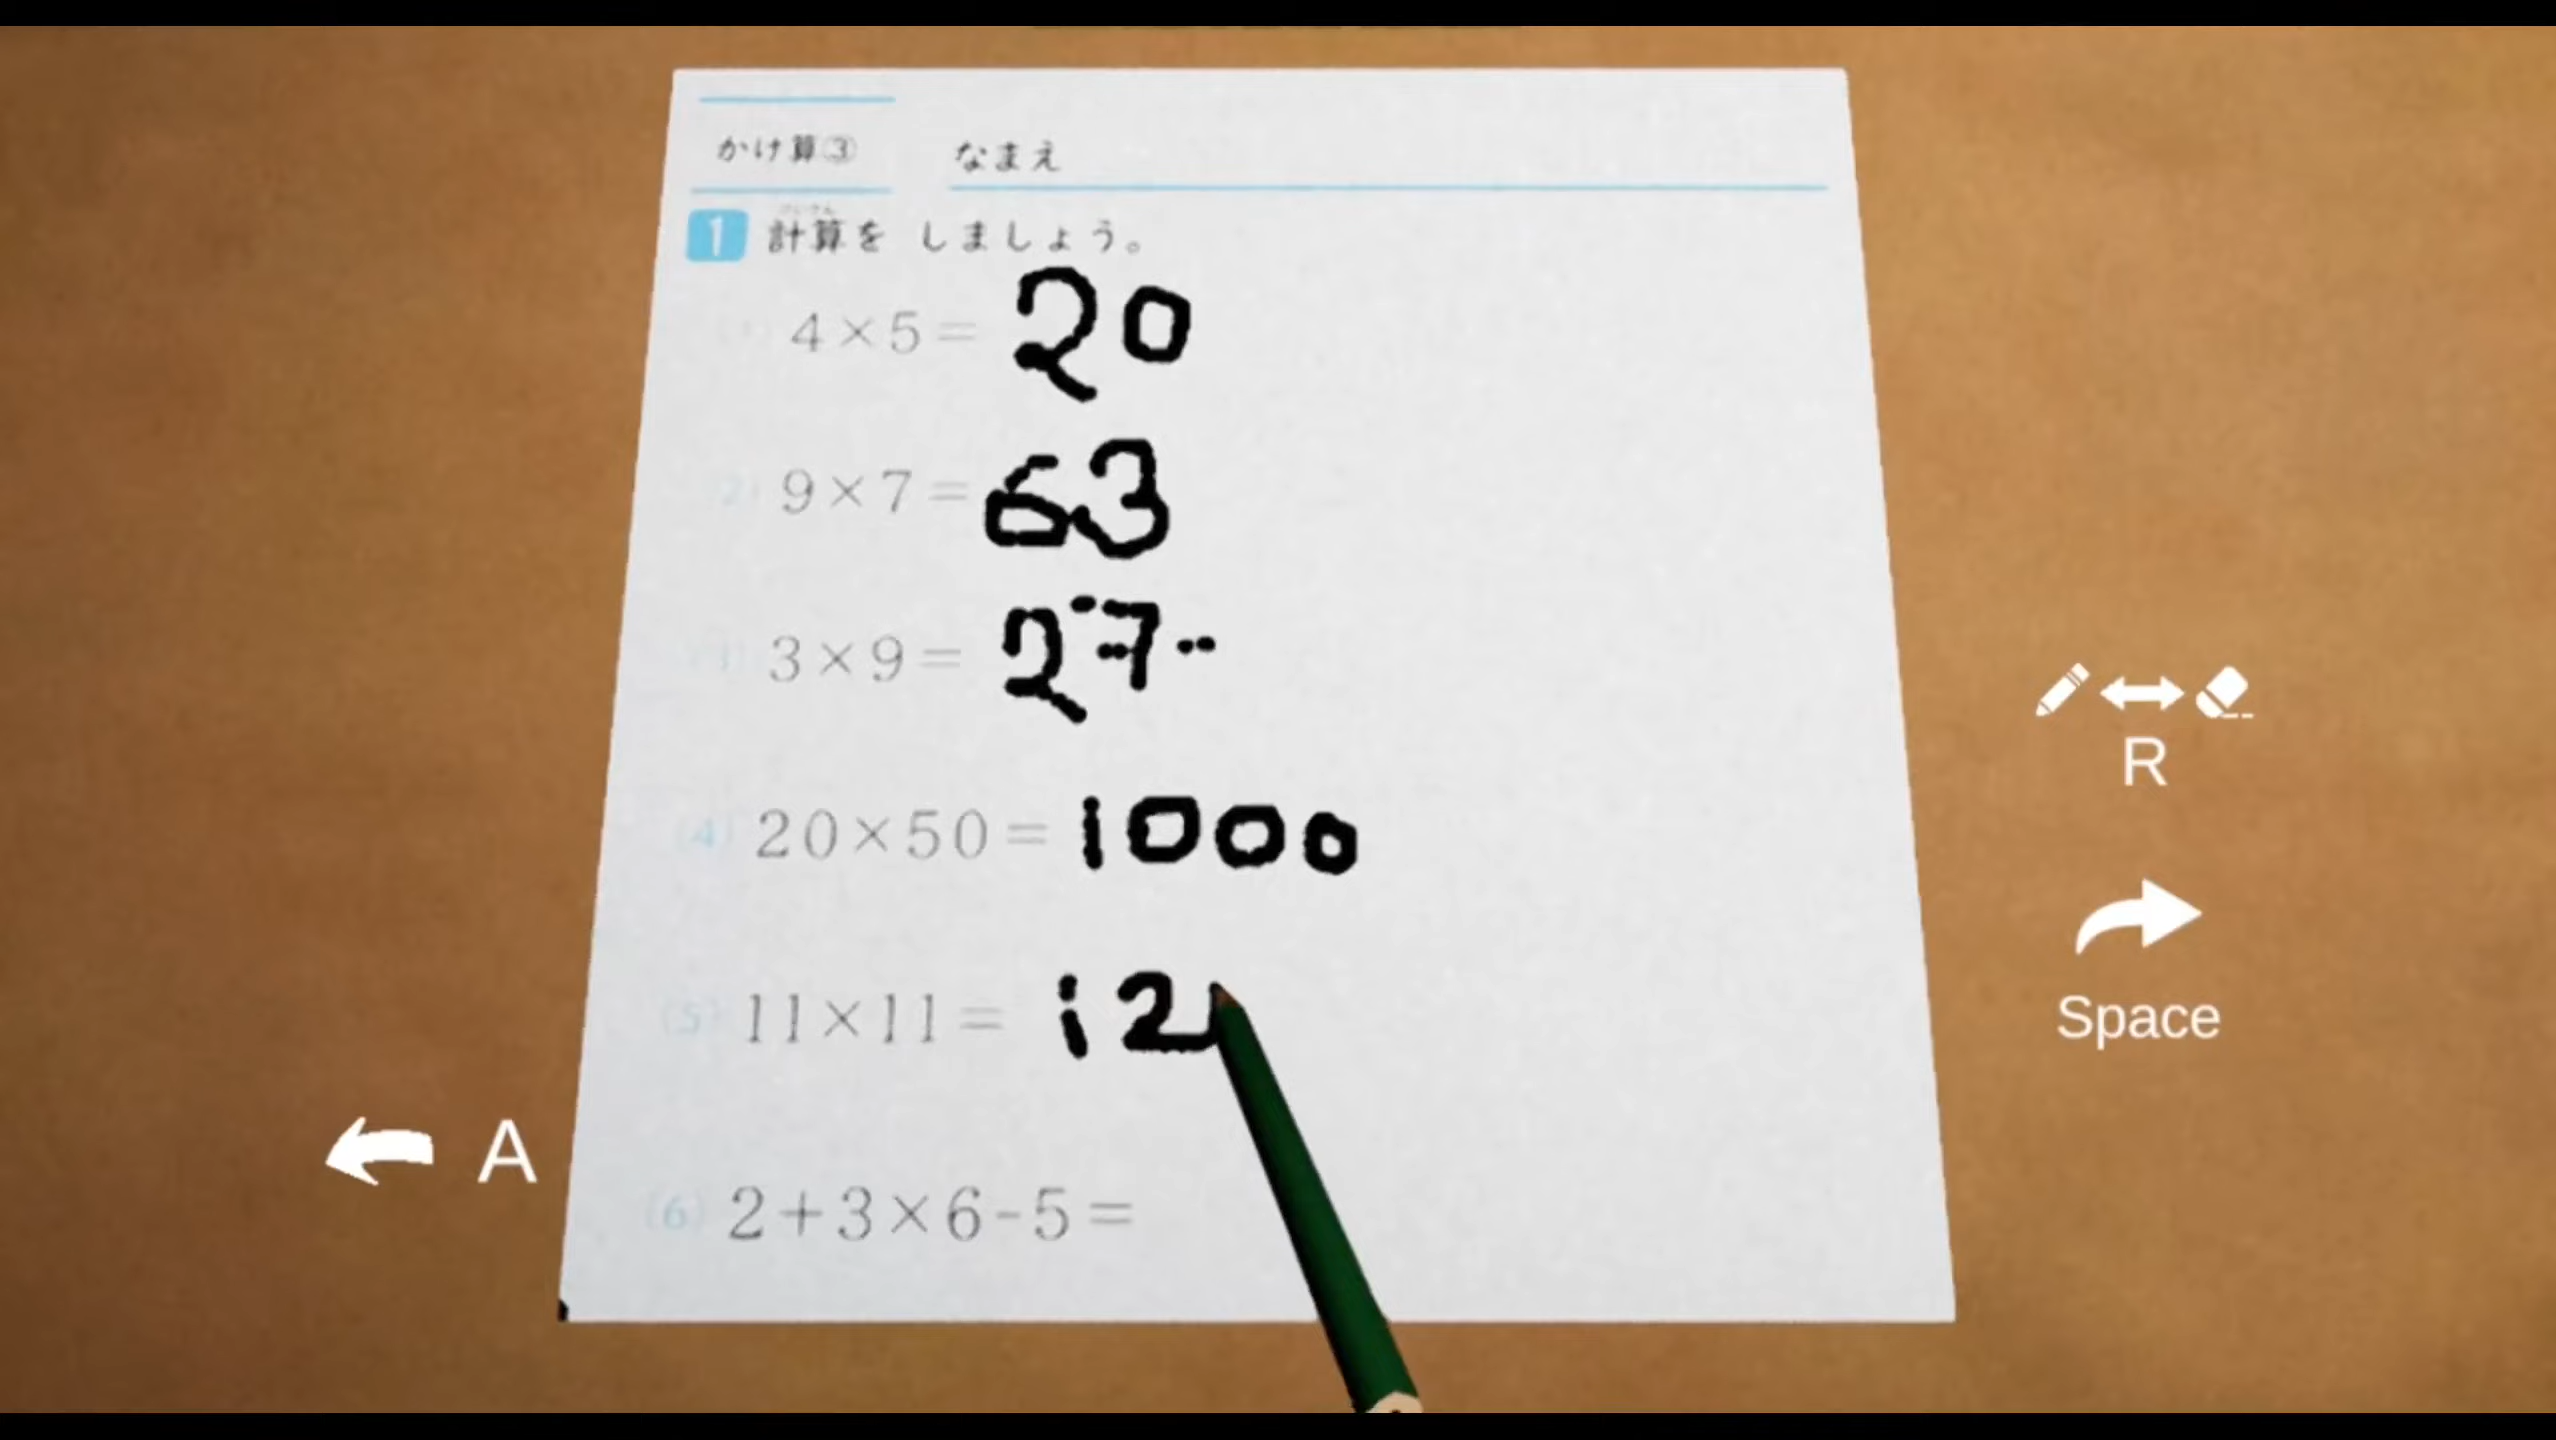 かけ算③ なまえ
1 計算を しましょう。
4×5= 20
(2) 9×7= 63
3×9= 27
(4) 20×50= 1000
(5) 11×11= 12
(6) 2+3×6-5=
R
Space
A